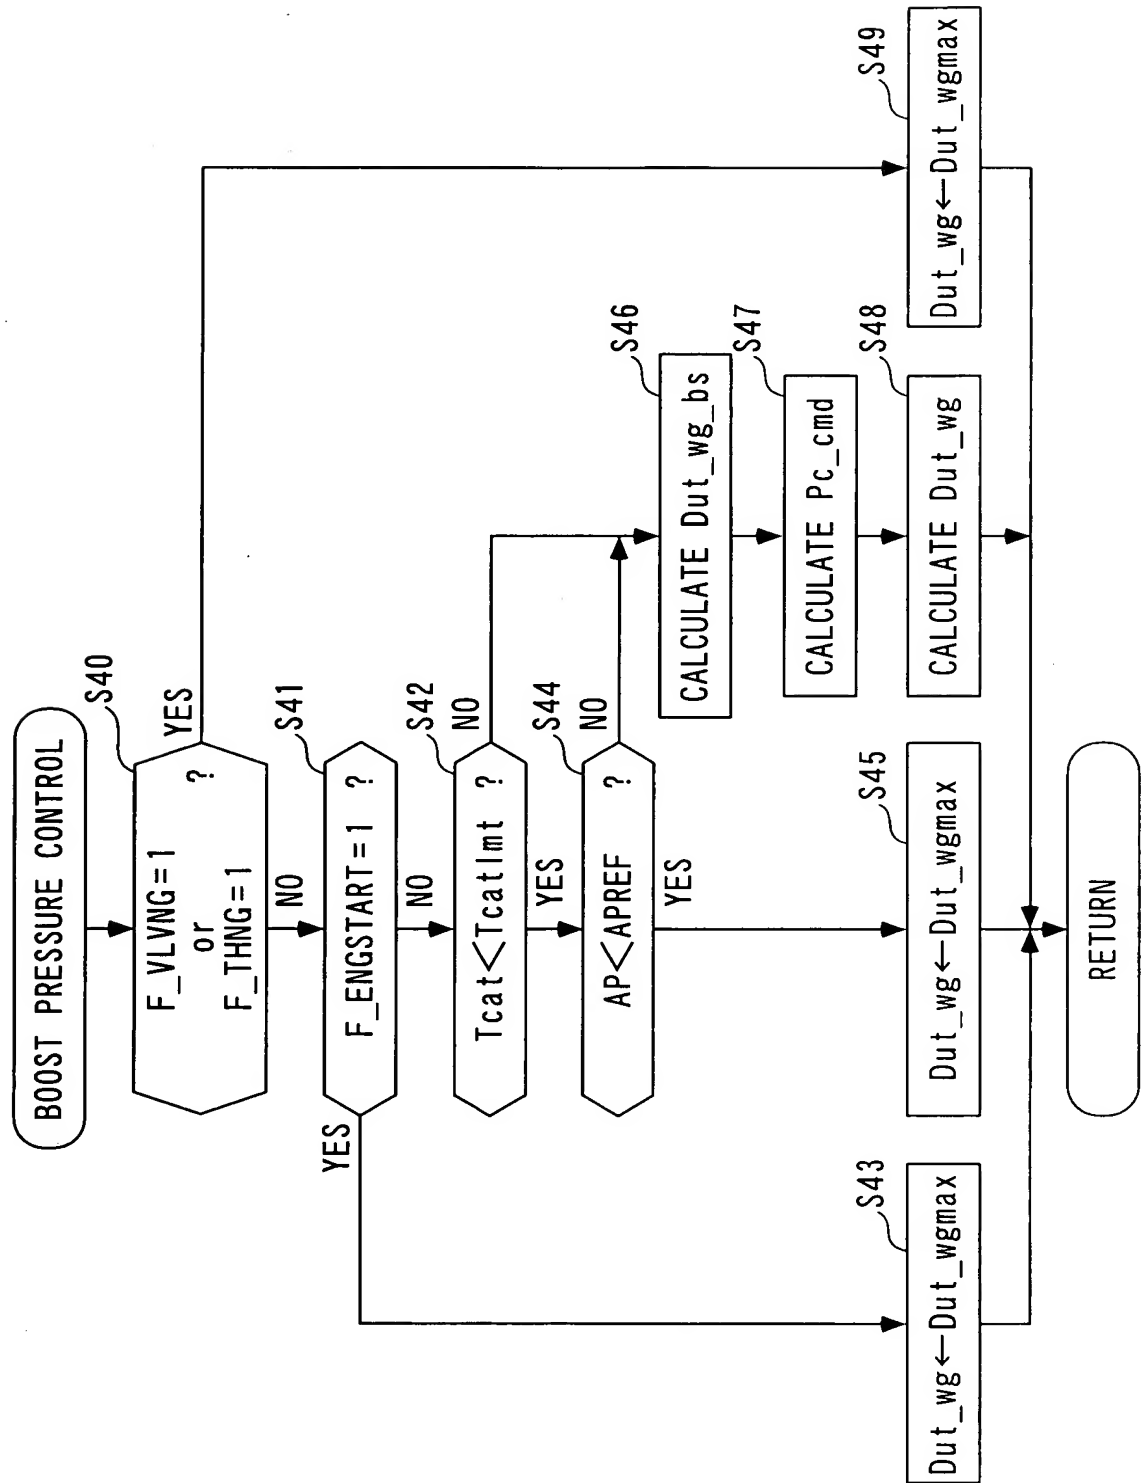 BOOST PRESSURE CONTROL
S40
F_VLVNG=1
or
F_THNG=1
?
YES
NO
S41
F_ENGSTART=1 ?
YES
NO
S42
Tcat<Tcatlmt ?
NO
YES
S44
AP<APREF ?
NO
YES
S46
CALCULATE Dut_wg_bs
S47
CALCULATE Pc_cmd
S43
Dut_wg←Dut_wgmax
S45
Dut_wg←Dut_wgmax
S48
CALCULATE Dut_wg
S49
Dut_wg←Dut_wgmax
RETURN